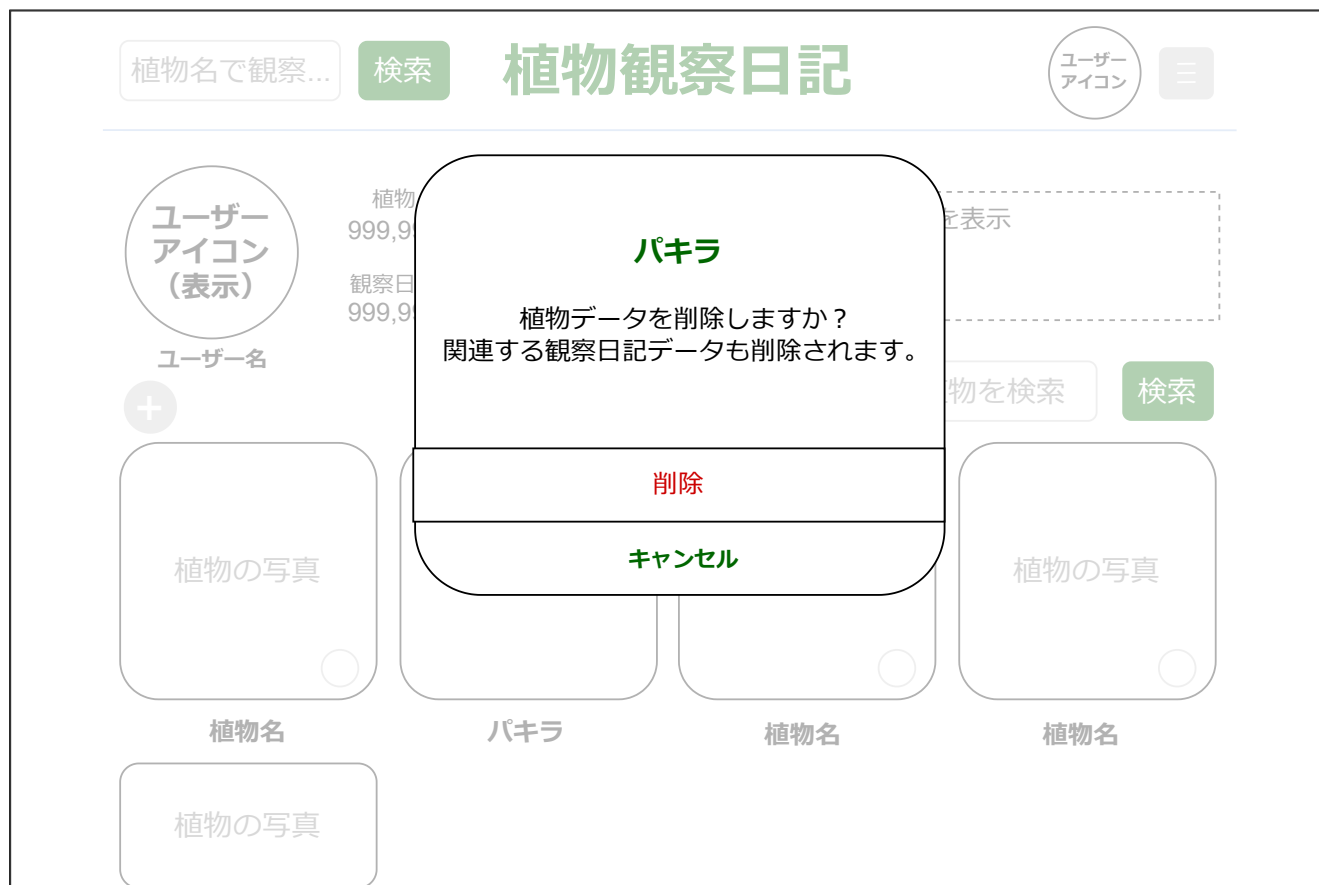 植物名で観察...
検索
植物観察日記
ユーザー
アイコン
ユーザー
アイコン
（表示）
ユーザー名
植物
999,9
観察日
999,9
を表示
物を検索
検索
パキラ
植物データを削除しますか？
関連する観察日記データも削除されます。
削除
キャンセル
植物の写真
植物の写真
植物名
パキラ
植物名
植物名
植物の写真